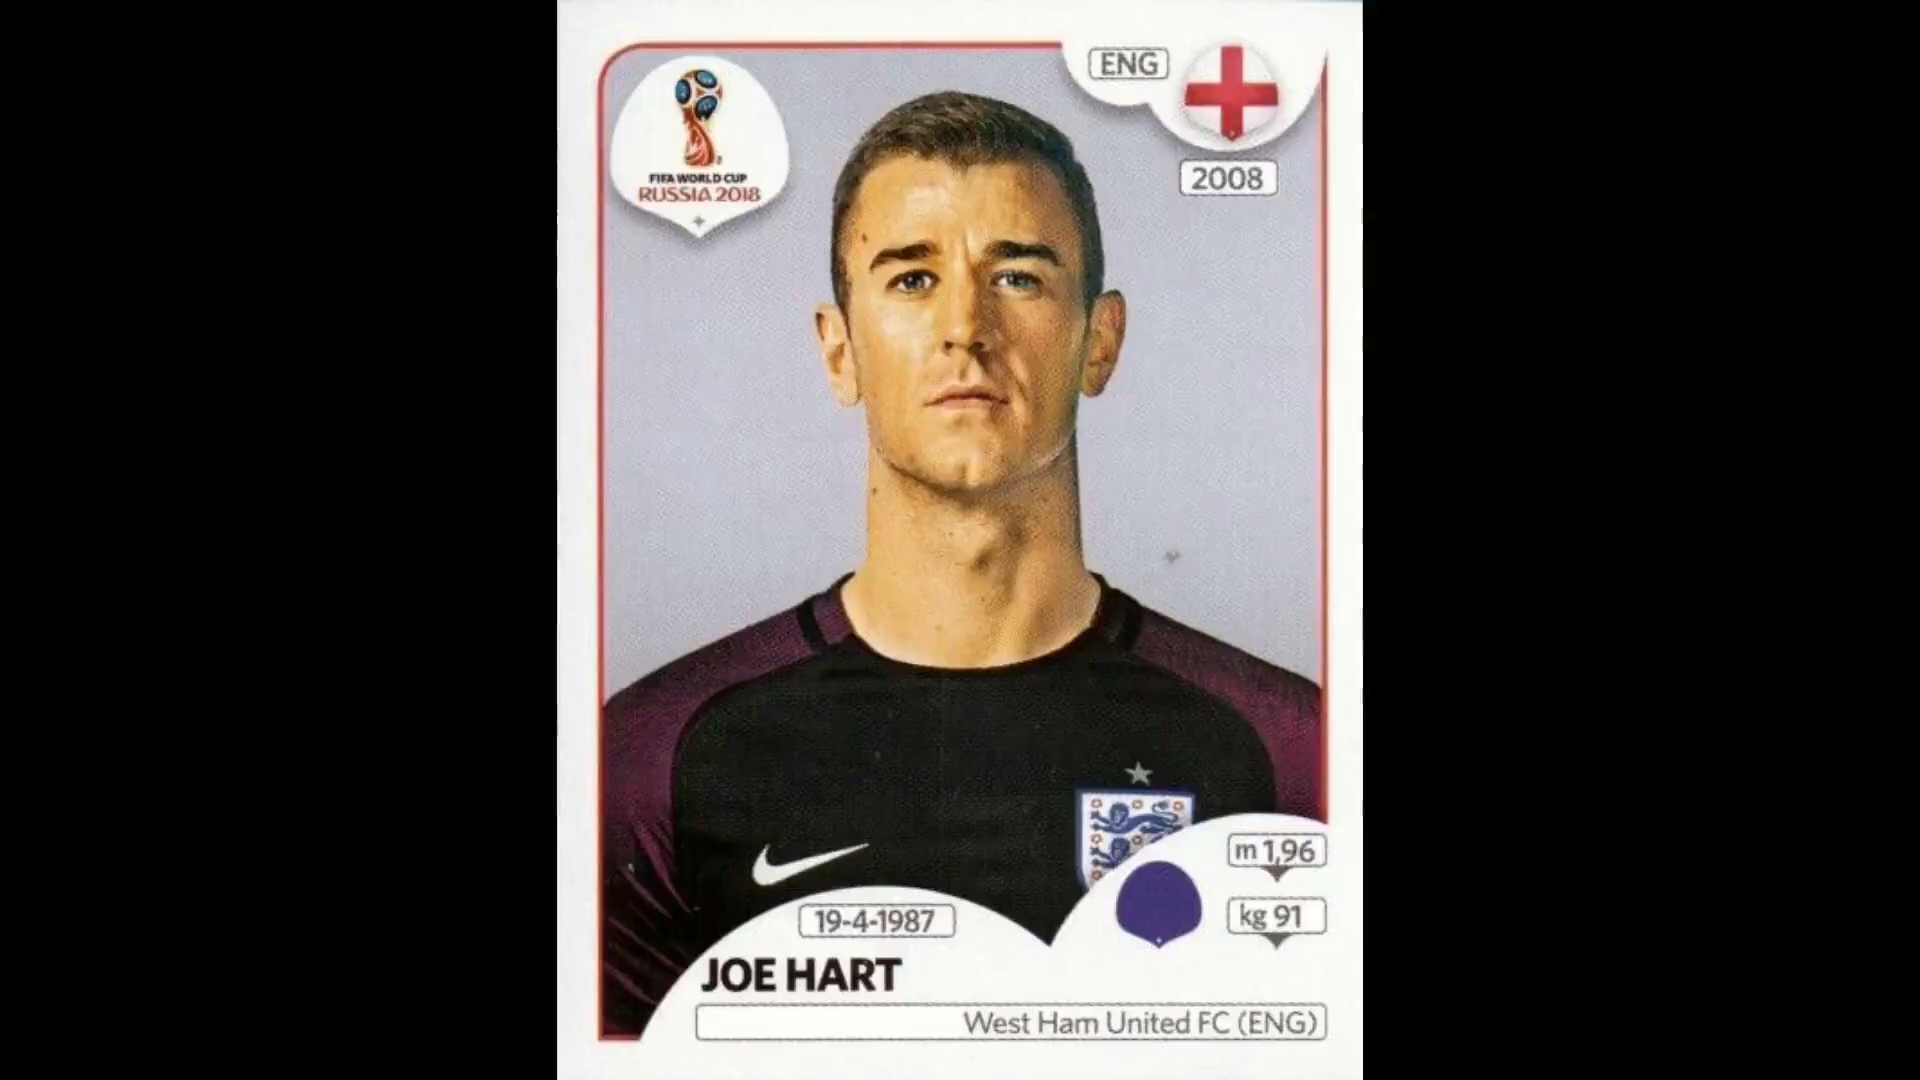 ENG
FIFA WORLD CUP
RUSSIA 2018
2008
m 1,96
kg 91
19-4-1987
JOE HART
West Ham United FC (ENG)